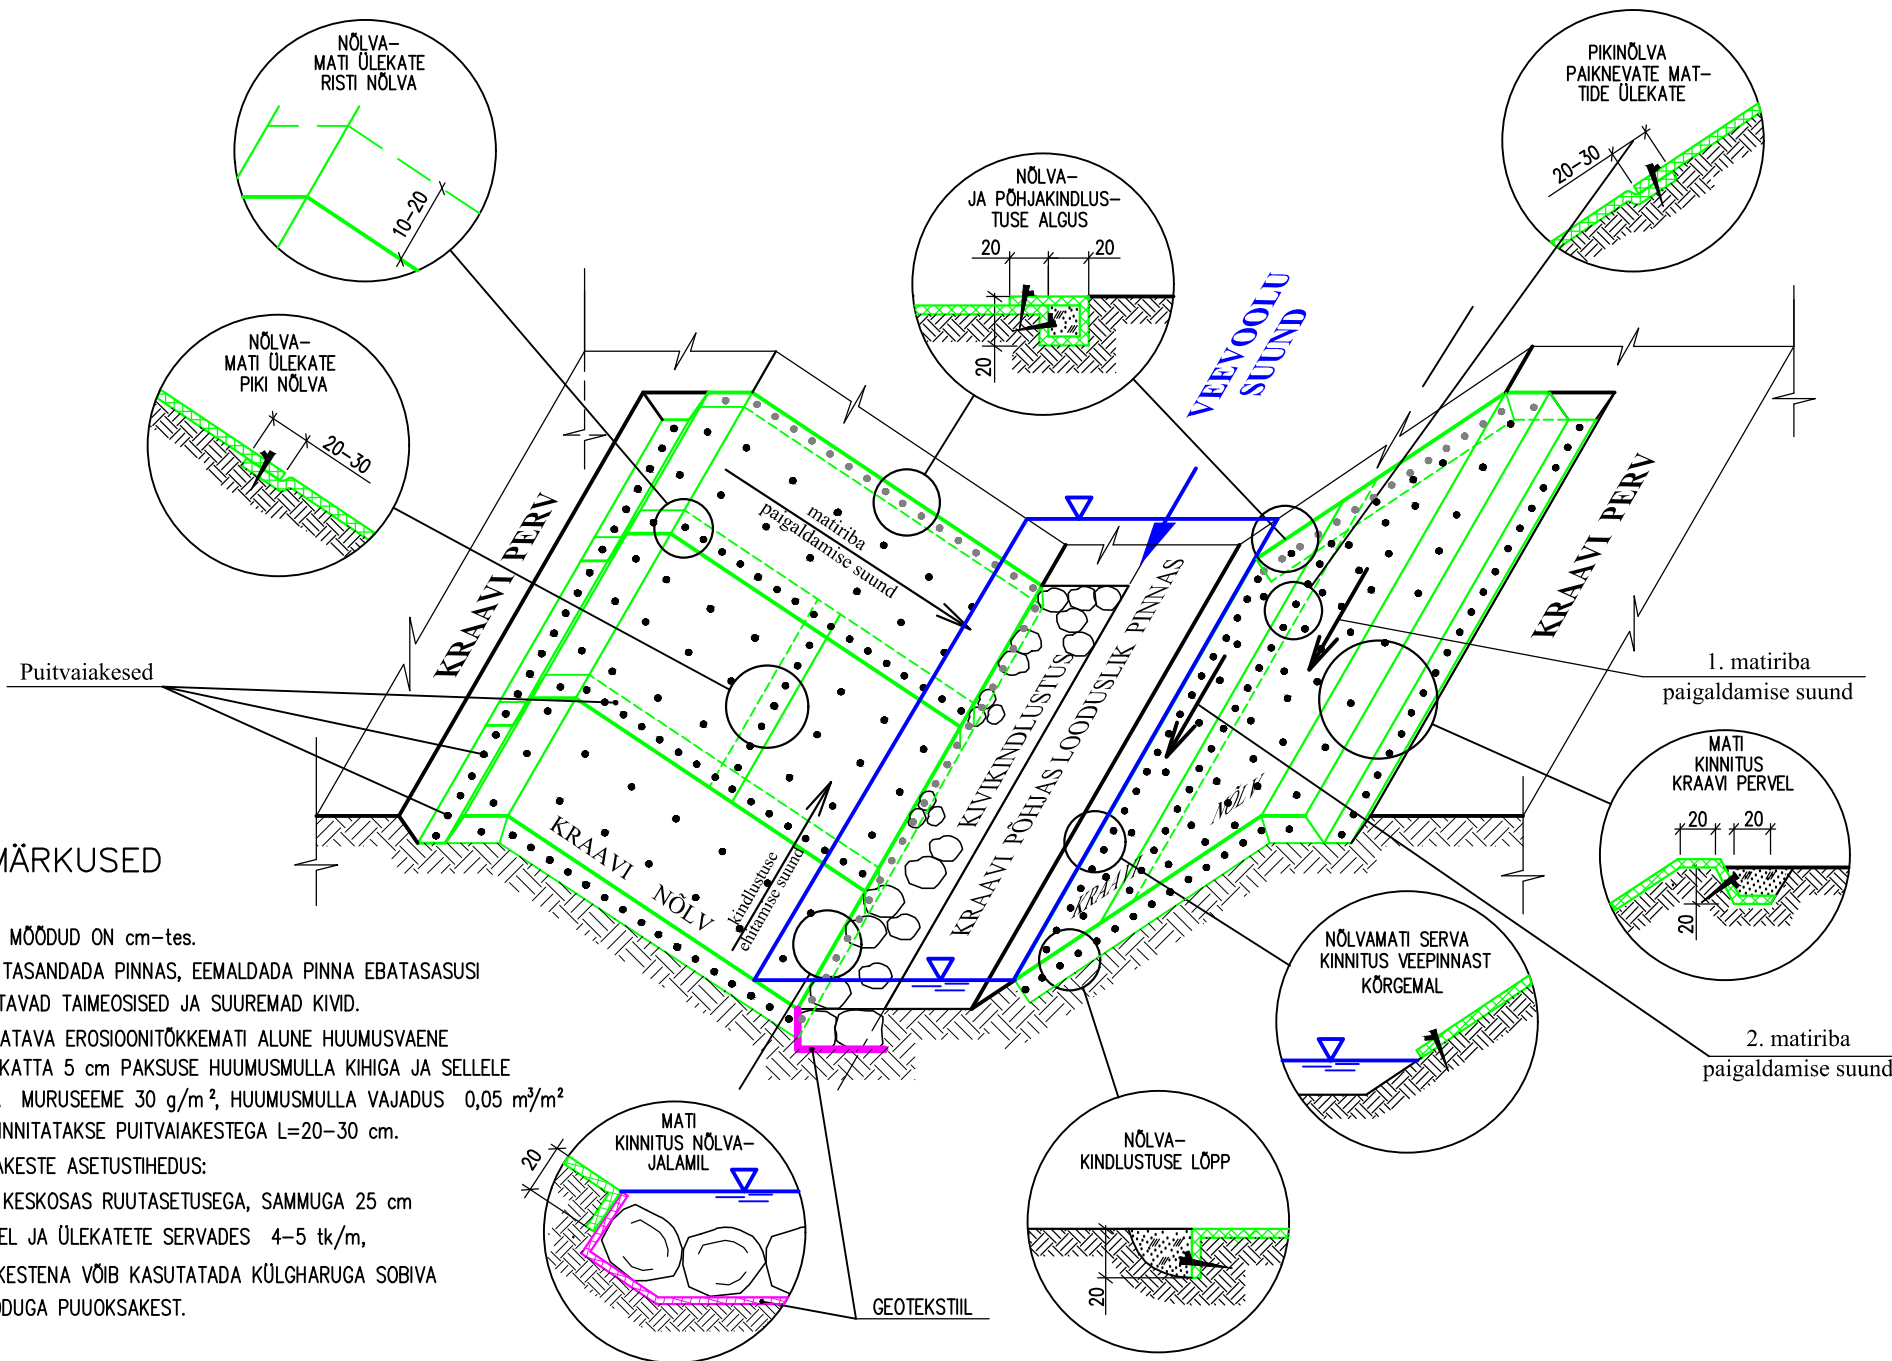 NÕLVA-
MATI ÜLEKATE
RISTI NÕLVA
10-20
NÕLVA-
MATI ÜLEKATE
PIKI NÕLVA
20-30
NÕLVA-
JA PÕHJAKINDLUS-
TUSE ALGUS
20
20
20
PIKINÕLVA
PAIKNEVATE MAT-
TIDE ÜLEKATE
20-30
VEEVOOLU
SUUND
KRAAVI PERV
KRAAVI PERV
matiriba
paigaldamise suund
Puitvaiakesed
KRAAVI NÕLV
kindlustuse
ehitamise suund
KIVIKINDLUSTUS
KRAAVI PÕHJAS LOODUSLIK PINNAS
KRAAVI
NÕLV
1. matiriba
paigaldamise suund
2. matiriba
paigaldamise suund
MATI
KINNITUS
KRAAVI PERVEL
20
20
20
NÕLVAMATI SERVA
KINNITUS VEEPINNAST
KÕRGEMAL
MATI
KINNITUS NÕLVA-
JALAMIL
20
GEOTEKSTIIL
NÕLVA-
KINDLUSTUSE LÕPP
20
MÄRKUSED
MÕÕDUD ON cm-tes.
TASANDADA PINNAS, EEMALDADA PINNA EBATASASUSI
TAVAD TAIMEOSISED JA SUUREMAD KIVID.
ATAVA EROSIOONITÕKKEMATI ALUNE HUUMUSVAENE
KATTA 5 cm PAKSUSE HUUMUSMULLA KIHIGA JA SELLELE
. MURUSEEME 30 g/m², HUUMUSMULLA VAJADUS 0,05 m³/m²
INNITATAKSE PUITVAIAKESTEGA L=20-30 cm.
AKESTE ASETUSTIHEDUS:
KESKOSAS RUUTASETUSEGA, SAMMUGA 25 cm
EL JA ÜLEKATETE SERVADES 4-5 tk/m,
KESTENA VÕIB KASUTATADA KÜLGHARUGA SOBIVA
ÕDUGA PUUOKSAKEST.